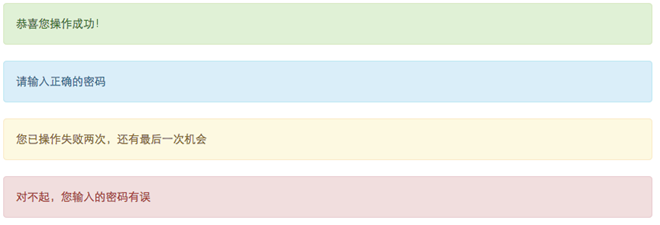 恭喜您操作成功！
请输入正确的密码
您已操作失败两次，还有最后一次机会
对不起，您输入的密码有误